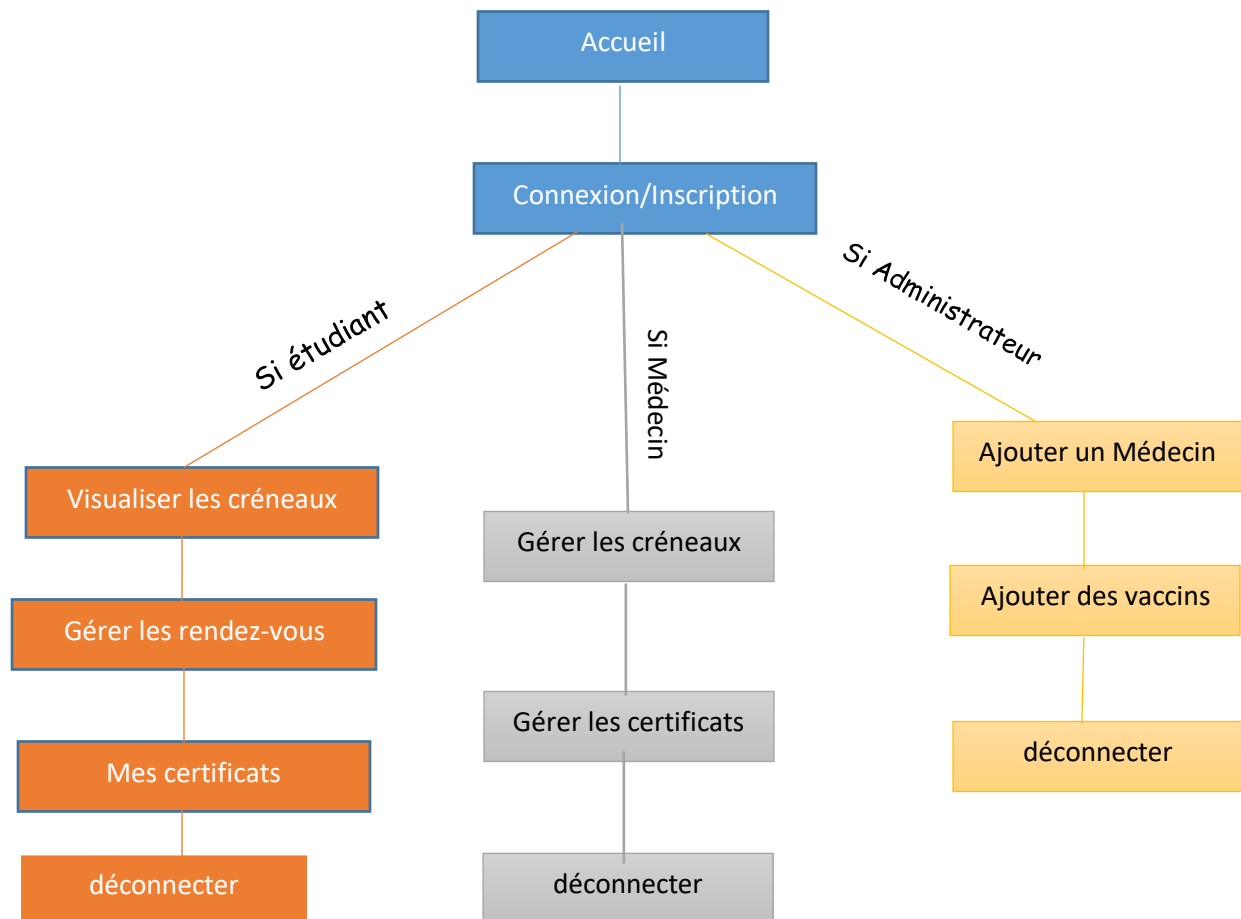 Accueil
Connexion/Inscription
Si étudiant
Si Médecin
Si Administrateur
Visualiser les créneaux
Gérer les rendez-vous
Mes certificats
déconnecter
Gérer les créneaux
Gérer les certificats
déconnecter
Ajouter un Médecin
Ajouter des vaccins
déconnecter